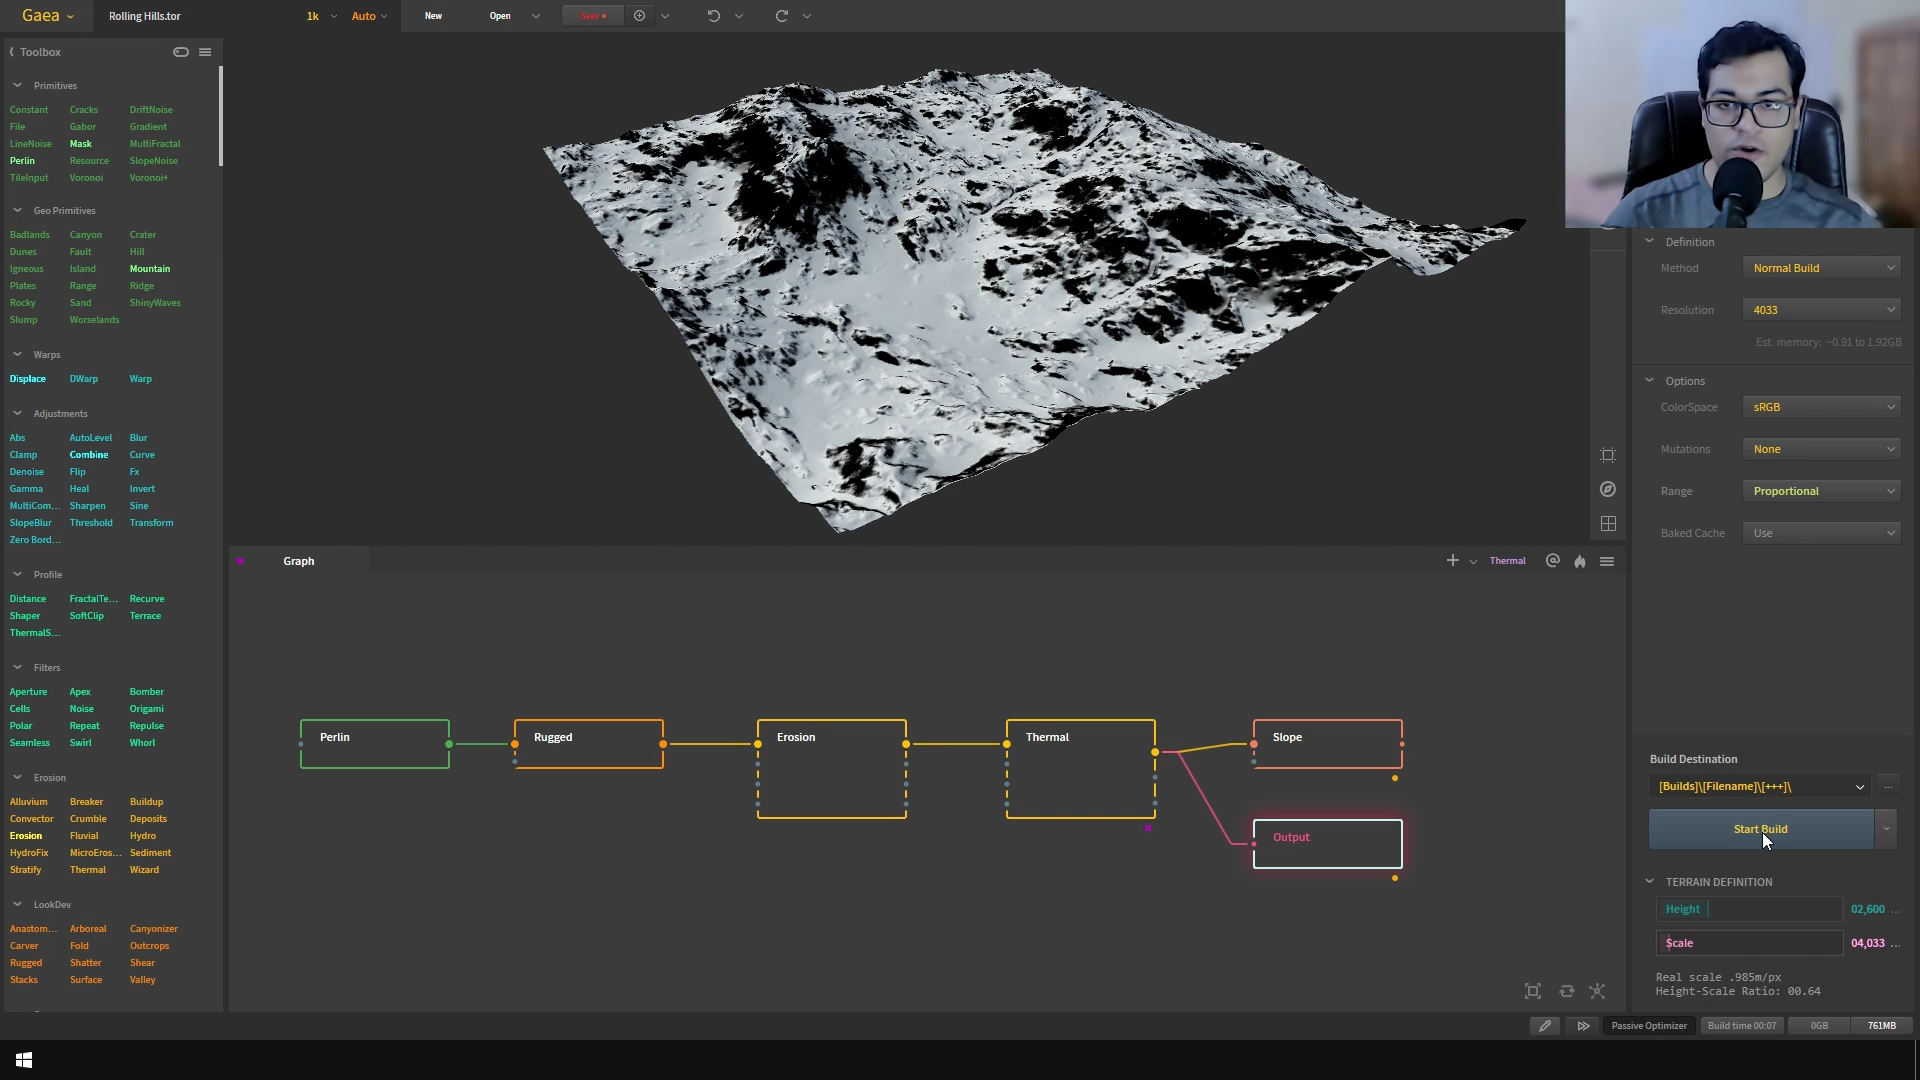 Gaea
Rolling Hills.tor
1k
Auto
New
Open
Save
Toolbox
Primitives
Constant Cracks DriftNoise
File Gabor Gradient
LineNoise Mask MultiFractal
Perlin Resource SlopeNoise
TileInput Voronoi Voronoi+
Geo Primitives
Badlands Canyon Crater
Dunes Fault Hill
Igneous Island Mountain
Plates Range Ridge
Rocky Sand ShinyWaves
Slump Worselands
Warps
Displace DWarp Warp
Adjustments
Abs AutoLevel Blur
Clamp Combine Curve
Denoise Flip Fx
Gamma Heal Invert
MultiCom... Sharpen Sine
SlopeBlur Threshold Transform
Zero Bord...
Profile
Distance FractalTe... Recurve
Shaper SoftClip Terrace
ThermalS...
Filters
Aperture Apex Bomber
Cells Noise Origami
Polar Repeat Repulse
Seamless Swirl Whorl
Erosion
Alluvium Breaker Buildup
Convector Crumble Deposits
Erosion Fluvial Hydro
HydroFix MicroEros... Sediment
Stratify Thermal Wizard
LookDev
Anastom... Arboreal Canyonizer
Carver Fold Outcrops
Rugged Shatter Shear
Stacks Surface Valley
Graph
Thermal
Perlin
Rugged
Erosion
Thermal
Slope
Output
Definition
Method Normal Build
Resolution 4033
Est. memory: ~0.91 to 1.92GB
Options
ColorSpace sRGB
Mutations None
Range Proportional
Baked Cache Use
Build Destination
[Builds]\[Filename]\[+++]\
...
Start Build
TERRAIN DEFINITION
Height 02,600 ...
Scale 04,033 ...
Real scale .985m/px
Height-Scale Ratio: 00.64
Passive Optimizer
Build time 00:07
0GB
761MB